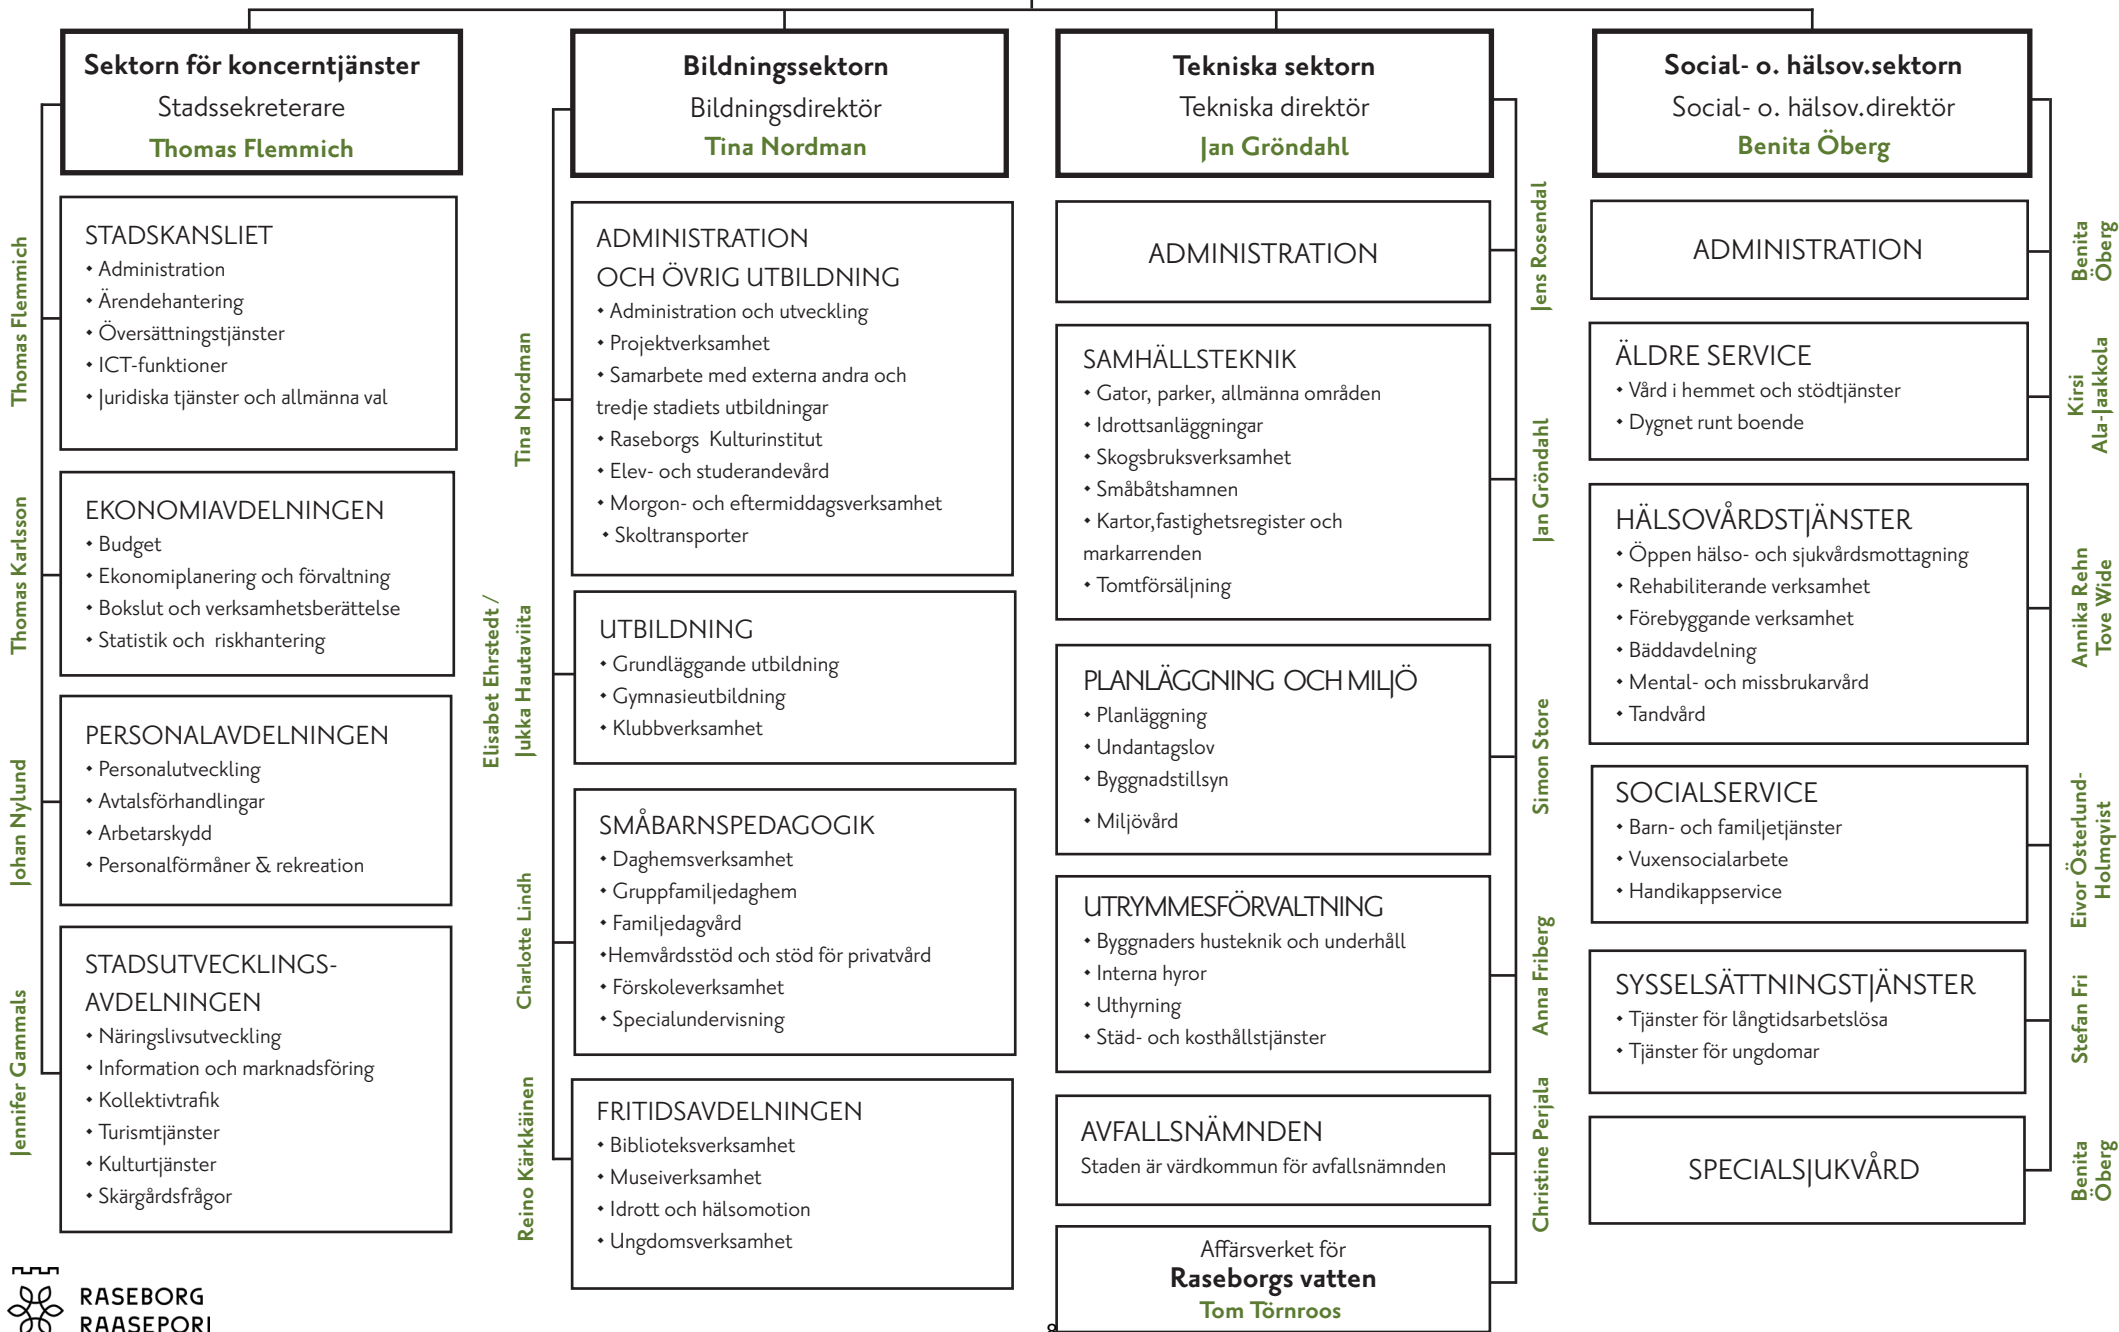 Sektorn för koncerntjänster
Stadssekreterare
Thomas Flemmich
Thomas Flemmich
STADSKANSLIET
• Administration
• Ärendehantering
• Översättningstjänster
• ICT-funktioner
• Juridiska tjänster och allmänna val
Thomas Karlsson
EKONOMIAVDELNINGEN
• Budget
• Ekonomiplanering och förvaltning
• Bokslut och verksamhetsberättelse
• Statistik och riskhantering
Johan Nylund
PERSONALAVDELNINGEN
• Personalutveckling
• Avtalsförhandlingar
• Arbetarskydd
• Personalförmåner & rekreation
Jennifer Gammals
STADSUTVECKLINGS-
AVDELNINGEN
• Näringslivsutveckling
• Information och marknadsföring
• Kollektivtrafik
• Turismtjänster
• Kulturtjänster
• Skärgårdsfrågor
Bildningssektorn
Bildningsdirektör
Tina Nordman
Tina Nordman
ADMINISTRATION
OCH ÖVRIG UTBILDNING
• Administration och utveckling
• Projektverksamhet
• Samarbete med externa andra och
tredje stadiets utbildningar
• Raseborgs Kulturinstitut
• Elev- och studerandevård
• Morgon- och eftermiddagsverksamhet
• Skoltransporter
Elisabet Ehrstedt /
Jukka Hautaviita
UTBILDNING
• Grundläggande utbildning
• Gymnasieutbildning
• Klubbverksamhet
Charlotte Lindh
SMÅBARNSPEDAGOGIK
• Daghemsverksamhet
• Gruppfamiljedaghem
• Familjedagvård
•Hemvårdsstöd och stöd för privatvård
• Förskoleverksamhet
• Specialundervisning
Reino Kärkkäinen
FRITIDSAVDELNINGEN
• Biblioteksverksamhet
• Museiverksamhet
• Idrott och hälsomotion
• Ungdomsverksamhet
Tekniska sektorn
Tekniska direktör
Jan Gröndahl
ADMINISTRATION
Jens Rosendal
SAMHÄLLSTEKNIK
• Gator, parker, allmänna områden
• Idrottsanläggningar
• Skogsbruksverksamhet
• Småbåtshamnen
• Kartor,fastighetsregister och
markarrenden
• Tomtförsäljning
Jan Gröndahl
PLANLÄGGNING OCH MILJÖ
• Planläggning
• Undantagslov
• Byggnadstillsyn
• Miljövård
Simon Store
UTRYMMESFÖRVALTNING
• Byggnaders husteknik och underhåll
• Interna hyror
• Uthyrning
• Städ- och kosthållstjänster
Anna Friberg
AVFALLSNÄMNDEN
Staden är värdkommun för avfallsnämnden
Christine Perjala
Affärsverket för
Raseborgs vatten
Tom Törnroos
Social- o. hälsov.sektorn
Social- o. hälsov.direktör
Benita Öberg
ADMINISTRATION
Benita
Öberg
ÄLDRE SERVICE
• Vård i hemmet och stödtjänster
• Dygnet runt boende
Kirsi
Ala-Jaakkola
HÄLSOVÅRDSTJÄNSTER
• Öppen hälso- och sjukvårdsmottagning
• Rehabiliterande verksamhet
• Förebyggande verksamhet
• Bäddavdelning
• Mental- och missbrukarvård
• Tandvård
Annika Rehn
Tove Wide
SOCIALSERVICE
• Barn- och familjetjänster
• Vuxensocialarbete
• Handikappservice
Eivor Österlund-
Holmqvist
SYSSELSÄTTNINGSTJÄNSTER
• Tjänster för långtidsarbetslösa
• Tjänster för ungdomar
Stefan Fri
SPECIALSJUKVÅRD
Benita
Öberg
RASEBORG
RAASEPORI
8